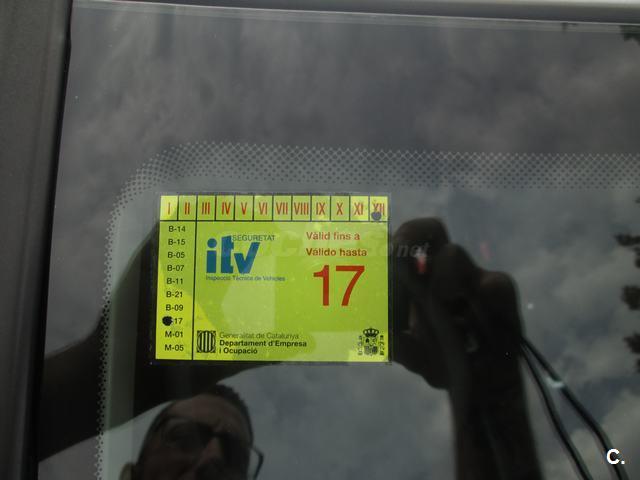 I II III IV V VI VII VIII IX X XI XII
B-14
B-15
B-05
B-07
B-11
B-21
B-09
-17
M-01
M-05
SEGURETAT
itv
Inspecció Tècnica de Vehicles
Vàlid fins a
Válido hasta
17
Generalitat de Catalunya
Departament d'Empresa
i Ocupació
C.